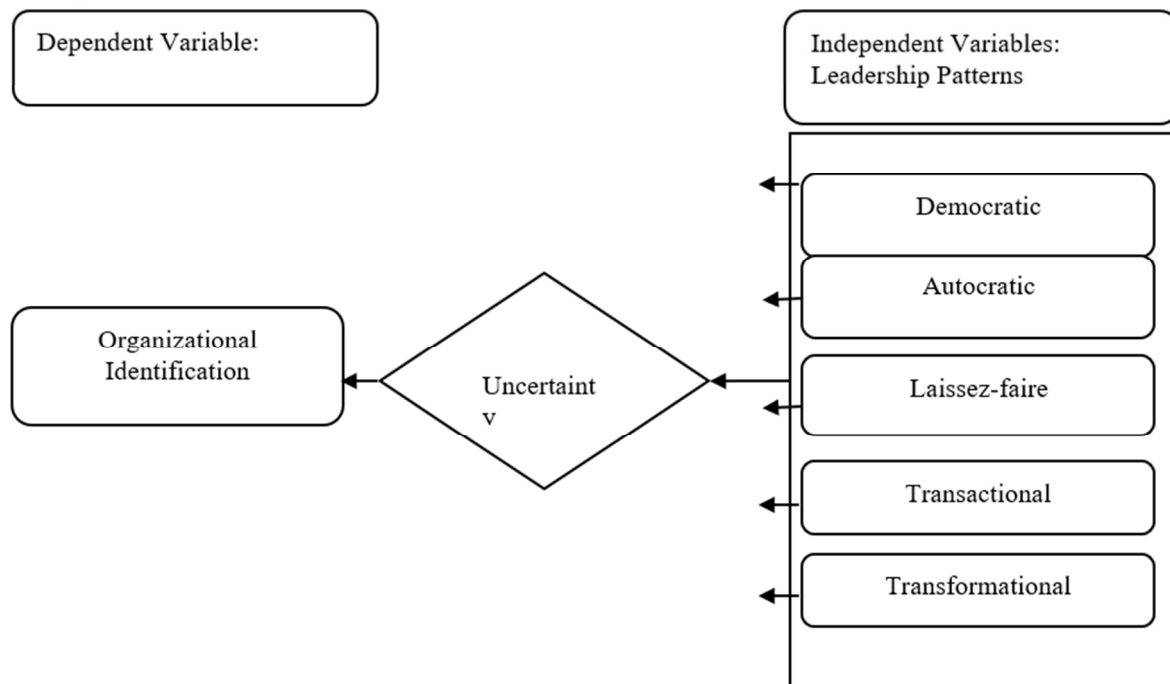 Dependent Variable:
Independent Variables:
Leadership Patterns
Democratic
Autocratic
Organizational
Identification
Uncertaint
v
Laissez-faire
Transactional
Transformational